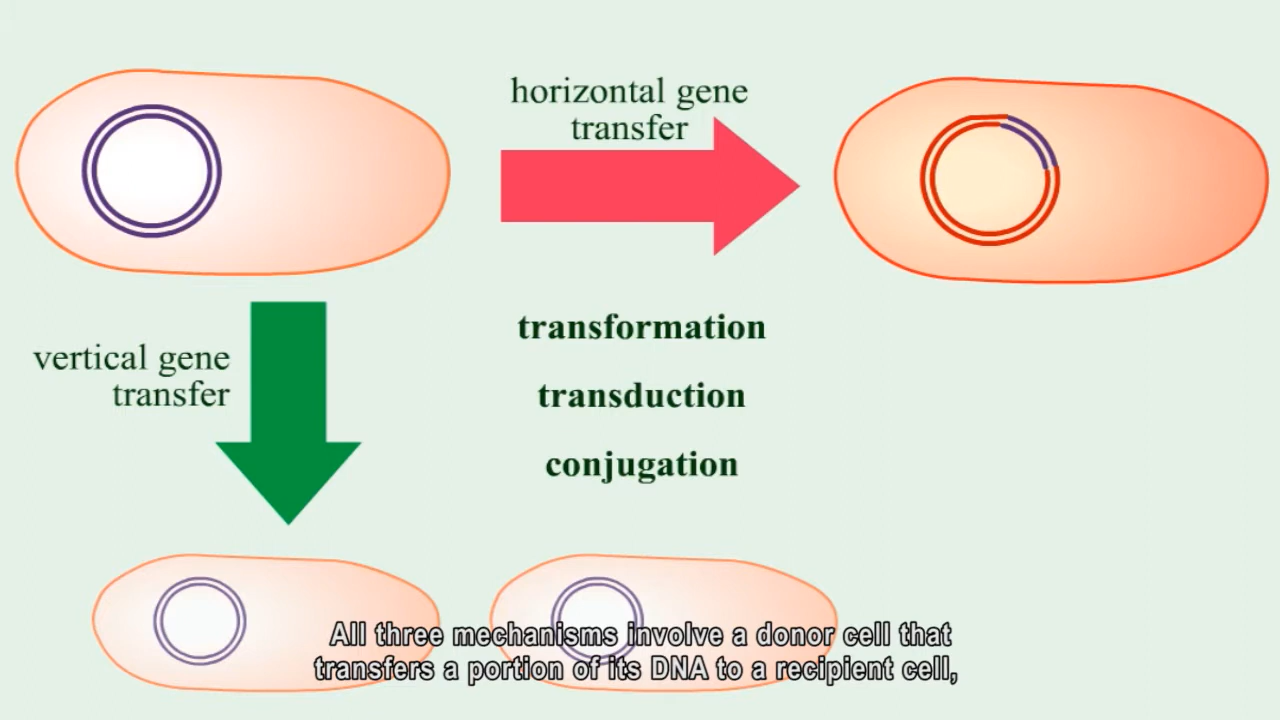 horizontal gene
transfer
vertical gene
transfer
transformation
transduction
conjugation
All three mechanisms involve a donor cell that
transfers a portion of its DNA to a recipient cell,